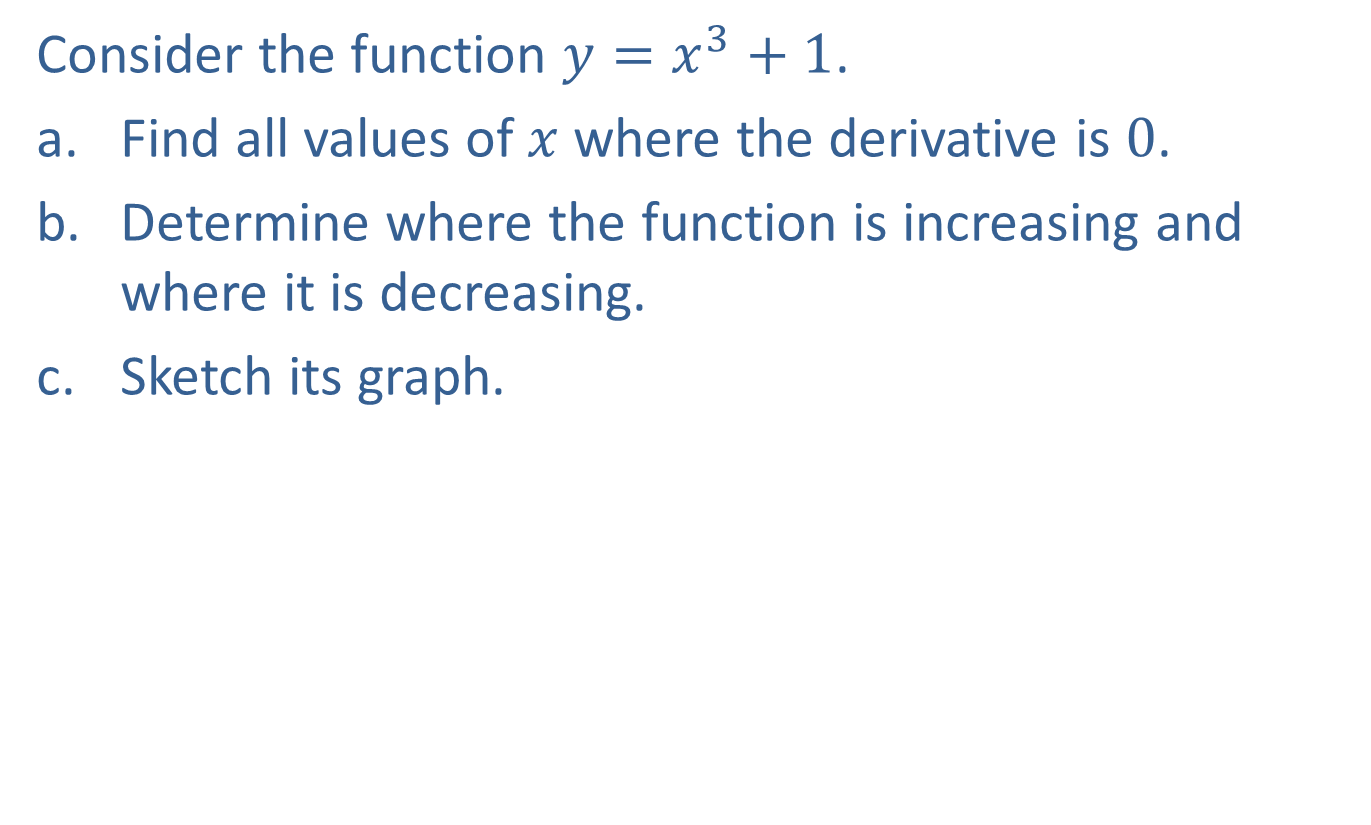 Consider the function y = x³ + 1.
a. Find all values of x where the derivative is 0.
b. Determine where the function is increasing and
where it is decreasing.
c. Sketch its graph.